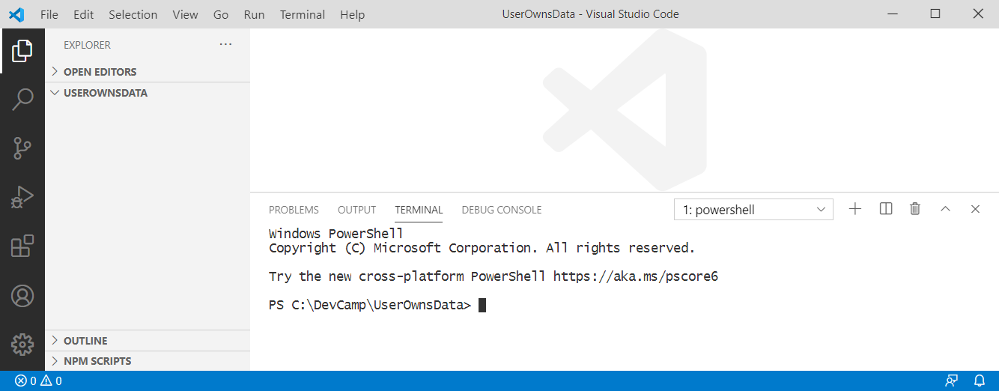 File Edit Selection View Go Run Terminal Help UserOwnsData - Visual Studio Code
EXPLORER ...
OPEN EDITORS
USEROWNSDATA
OUTLINE
NPM SCRIPTS
PROBLEMS OUTPUT TERMINAL DEBUG CONSOLE 1: powershell
Windows PowerShell
Copyright (C) Microsoft Corporation. All rights reserved.
Try the new cross-platform PowerShell https://aka.ms/pscore6
PS C:\DevCamp\UserOwnsData>
0 0